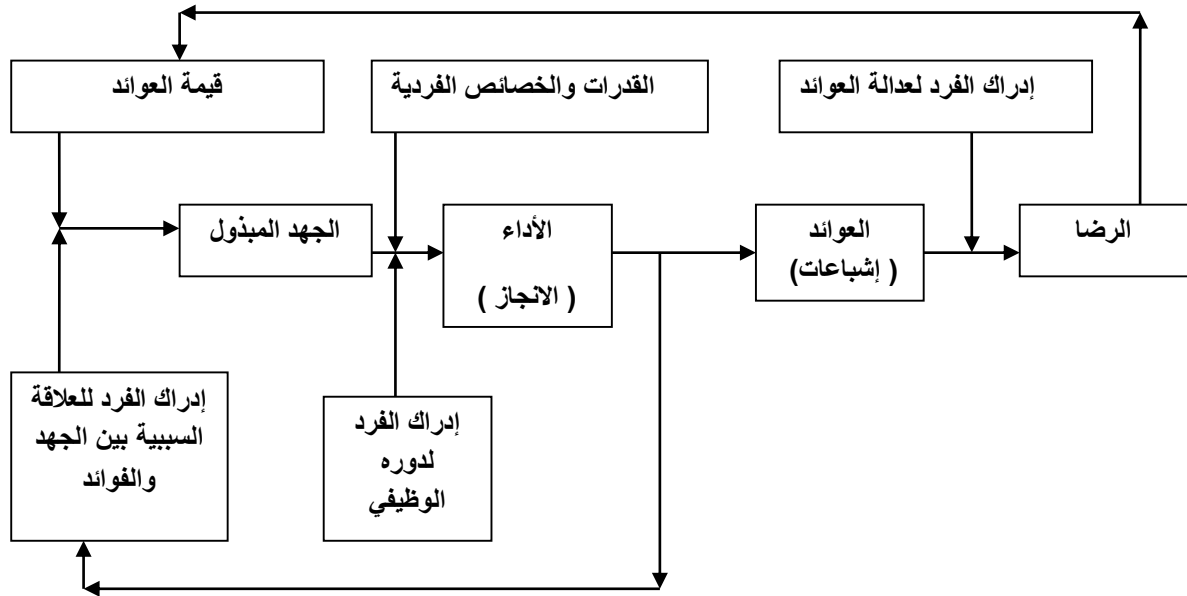 قيمة العوائد
القدرات والخصائص الفردية
إدراك الفرد لعدالة العوائد
الجهد المبذول
الأداء
( الانجاز )
العوائد
( إشباعات)
الرضا
إدراك الفرد للعلاقة
السببية بين الجهد
والفوائد
إدراك الفرد
لدوره
الوظيفي